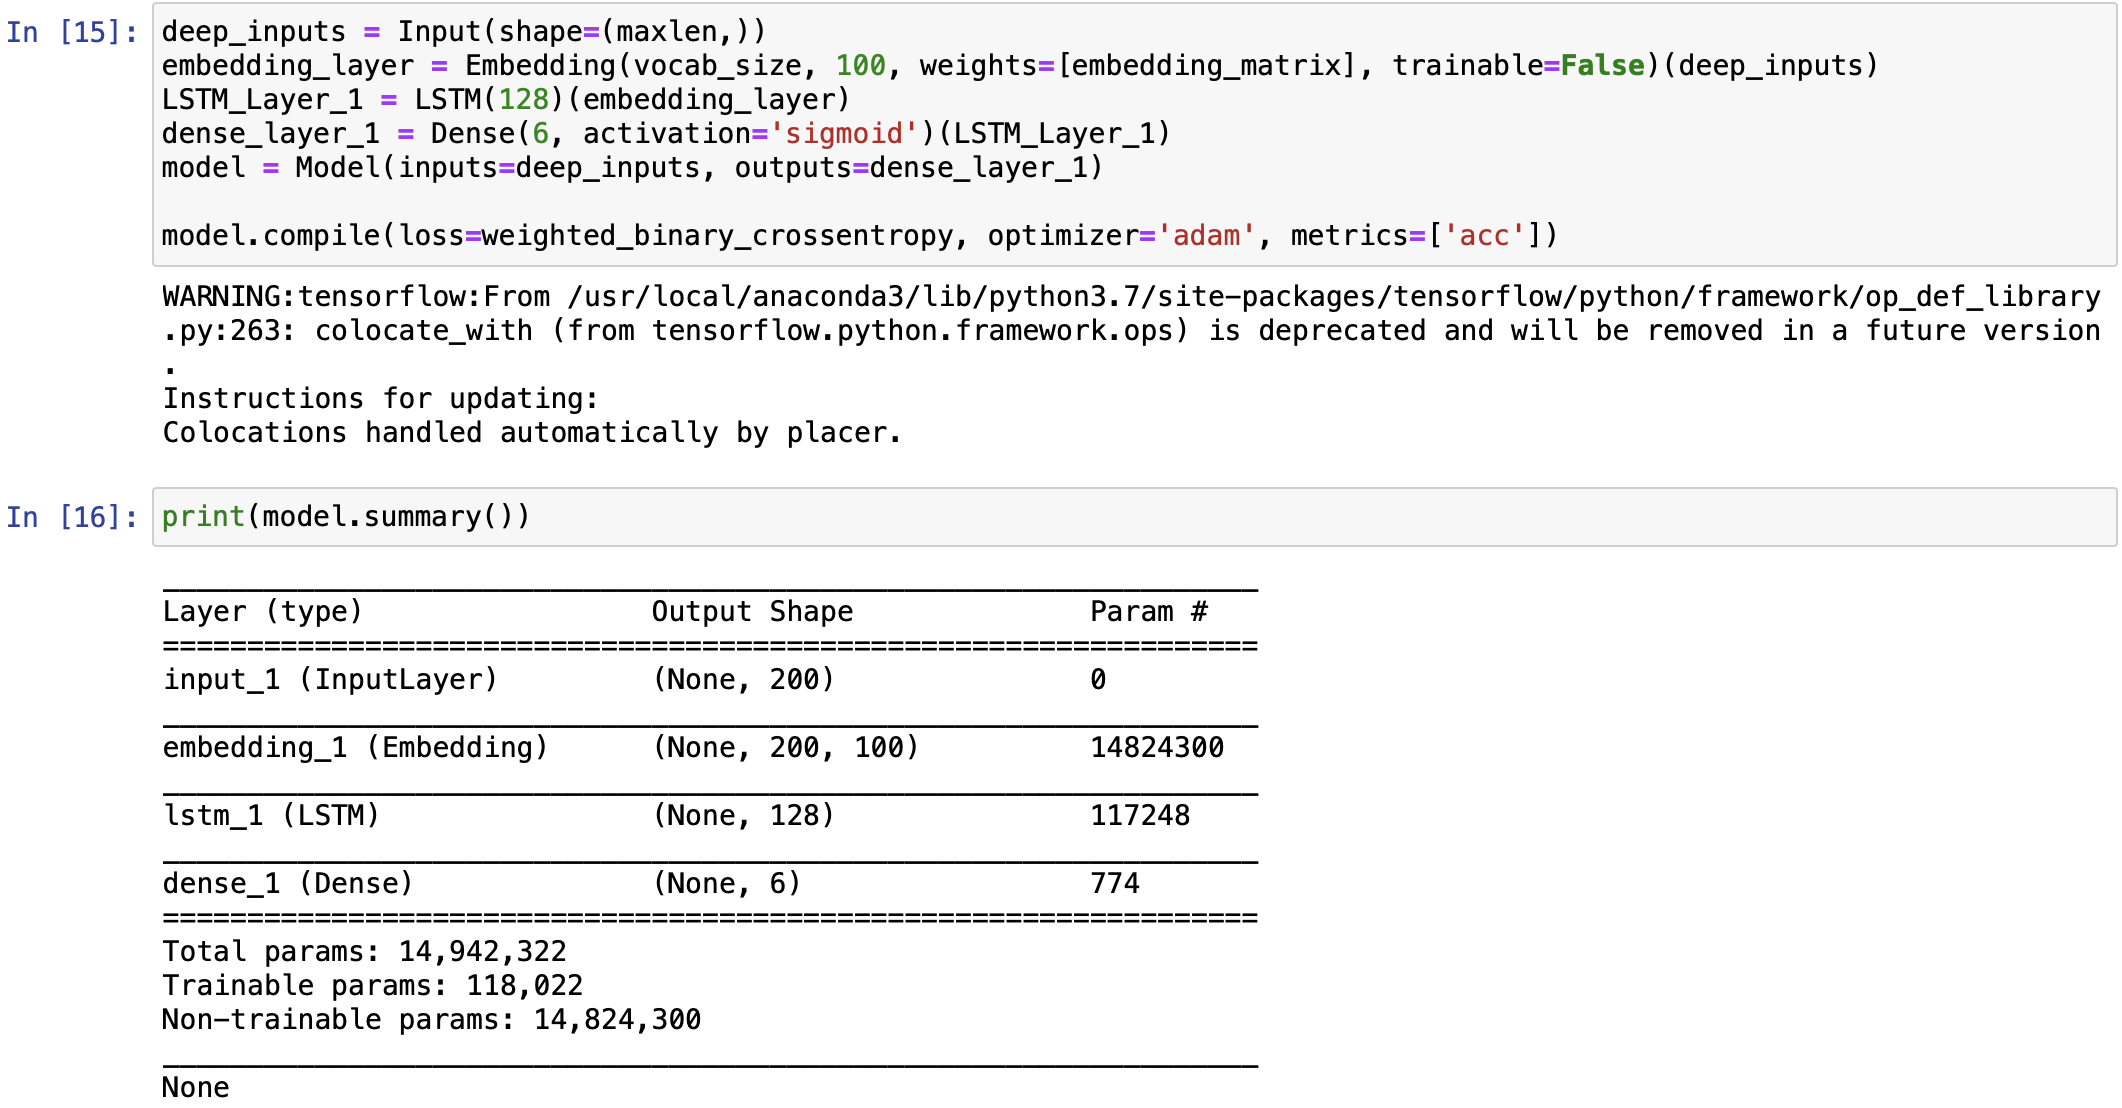 In [15]: deep_inputs = Input(shape=(maxlen,))
embedding_layer = Embedding(vocab_size, 100, weights=[embedding_matrix], trainable=False)(deep_inputs)
LSTM_Layer_1 = LSTM(128)(embedding_layer)
dense_layer_1 = Dense(6, activation='sigmoid')(LSTM_Layer_1)
model = Model(inputs=deep_inputs, outputs=dense_layer_1)
model.compile(loss=weighted_binary_crossentropy, optimizer='adam', metrics=['acc'])
WARNING:tensorflow:From /usr/local/anaconda3/lib/python3.7/site-packages/tensorflow/python/framework/op_def_library
.py:263: colocate_with (from tensorflow.python.framework.ops) is deprecated and will be removed in a future version
.
Instructions for updating:
Colocations handled automatically by placer.
In [16]: print(model.summary())
_________________________________________________________________
Layer (type)                 Output Shape              Param #
=================================================================
input_1 (InputLayer)         (None, 200)               0
_________________________________________________________________
embedding_1 (Embedding)      (None, 200, 100)          14824300
_________________________________________________________________
lstm_1 (LSTM)                (None, 128)               117248
_________________________________________________________________
dense_1 (Dense)              (None, 6)                 774
=================================================================
Total params: 14,942,322
Trainable params: 118,022
Non-trainable params: 14,824,300
_________________________________________________________________
None